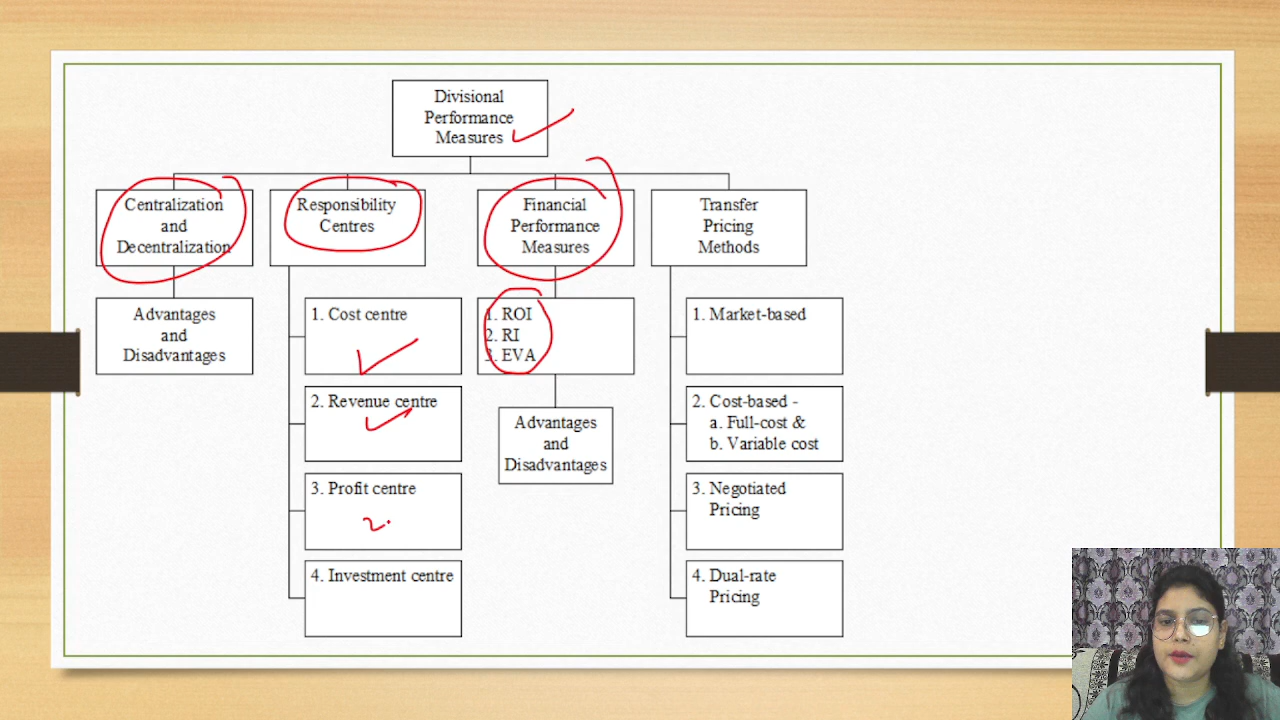 Divisional
Performance
Measures
Centralization
and
Decentralization
Responsibility
Centres
Financial
Performance
Measures
Transfer
Pricing
Methods
Advantages
and
Disadvantages
1. Cost centre
2. Revenue centre
3. Profit centre
4. Investment centre
1. ROI
2. RI
3. EVA
Advantages
and
Disadvantages
1. Market-based
2. Cost-based -
a. Full-cost &
b. Variable cost
3. Negotiated
Pricing
4. Dual-rate
Pricing